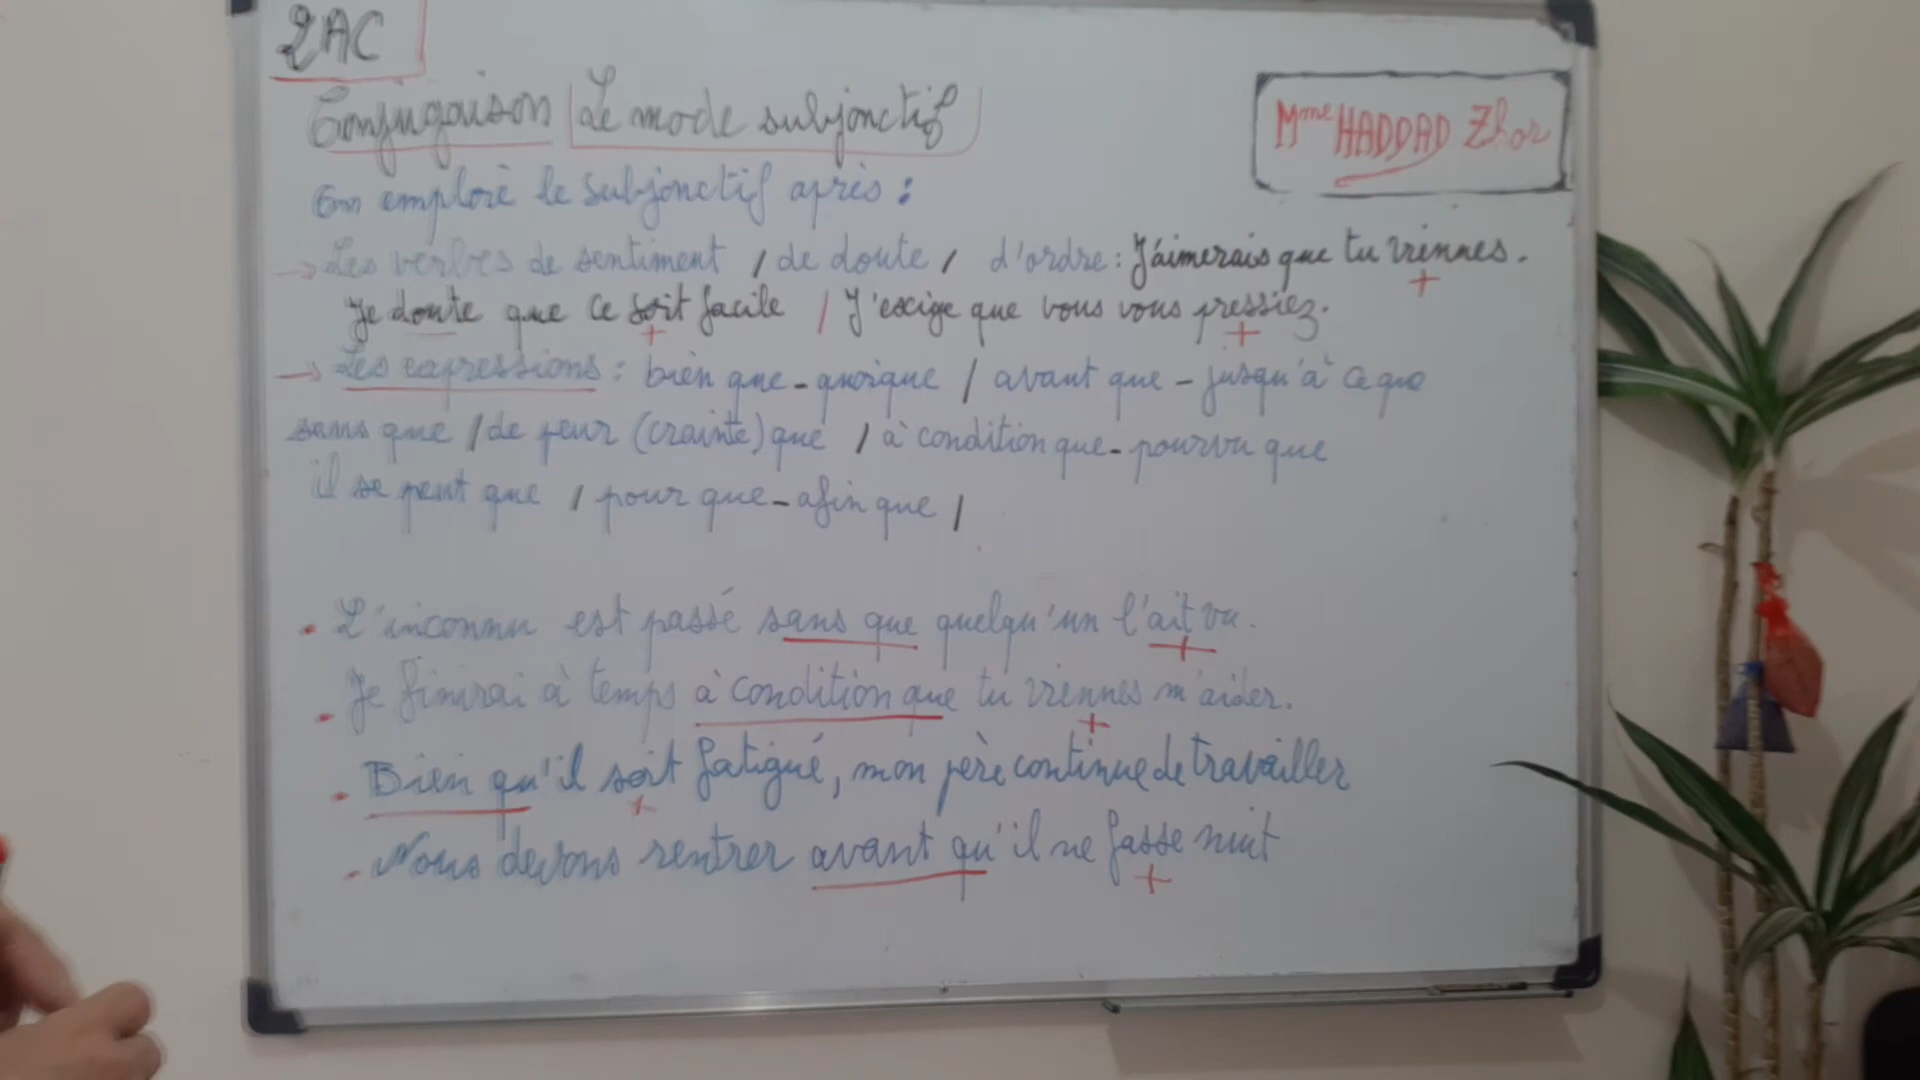 2AC
Conjugaison Le mode subjonctif
Mme HADDAD Zhor
On emploie le subjonctif après :
→ Les verbes de sentiment / de doute / d'ordre : J'aimerais que tu viennes.
Je doute que ce soit facile / J'exige que vous vous pressiez.
→ Les expressions : bien que - quoique / avant que - jusqu'à ce que
sans que / de peur (crainte) que / à condition que - pourvu que
il se peut que / pour que - afin que /
. L'inconnu est passé sans que quelqu'un l'ait vu.
. Je finirai à temps à condition que tu viennes m'aider.
. Bien qu'il soit fatigué, mon père continue de travailler
. Nous devons rentrer avant qu'il ne fasse nuit